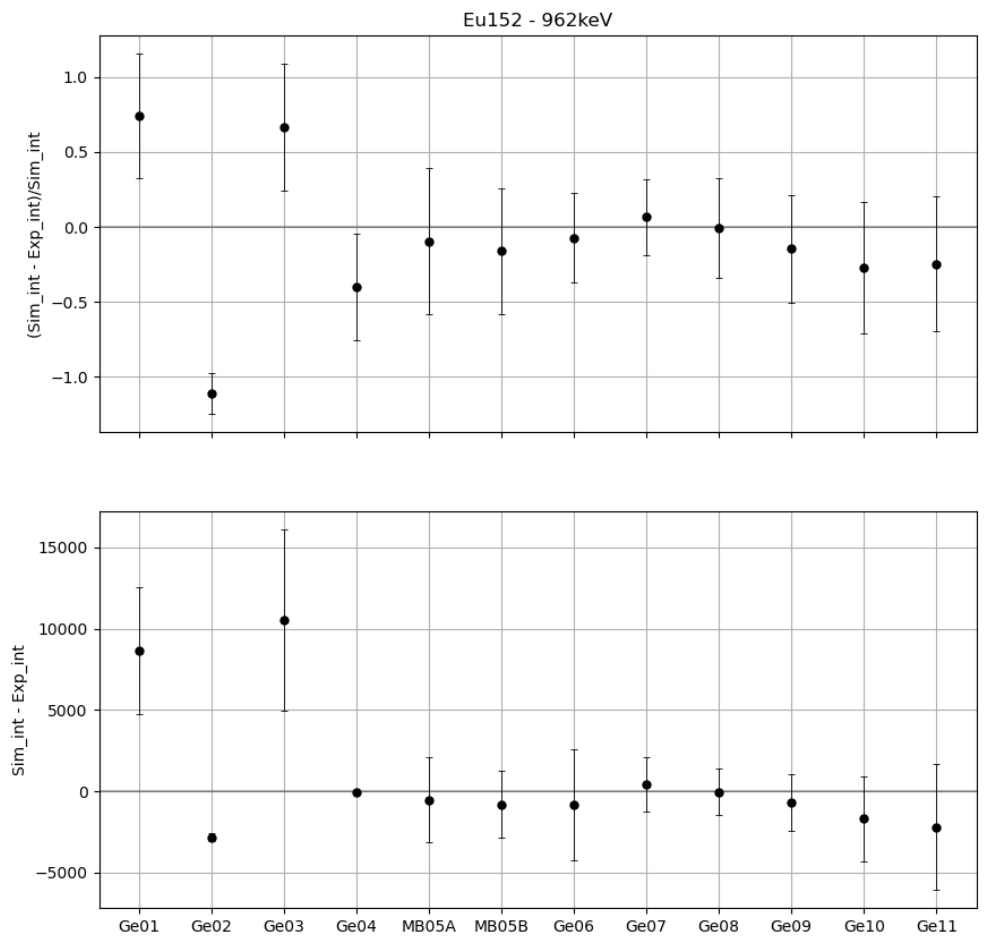 Eu152 - 962keV
(Sim_int - Exp_int)/Sim_int
1.0
0.5
0.0
−0.5
−1.0
Sim_int - Exp_int
15000
10000
5000
0
−5000
Ge01 Ge02 Ge03 Ge04 MB05A MB05B Ge06 Ge07 Ge08 Ge09 Ge10 Ge11